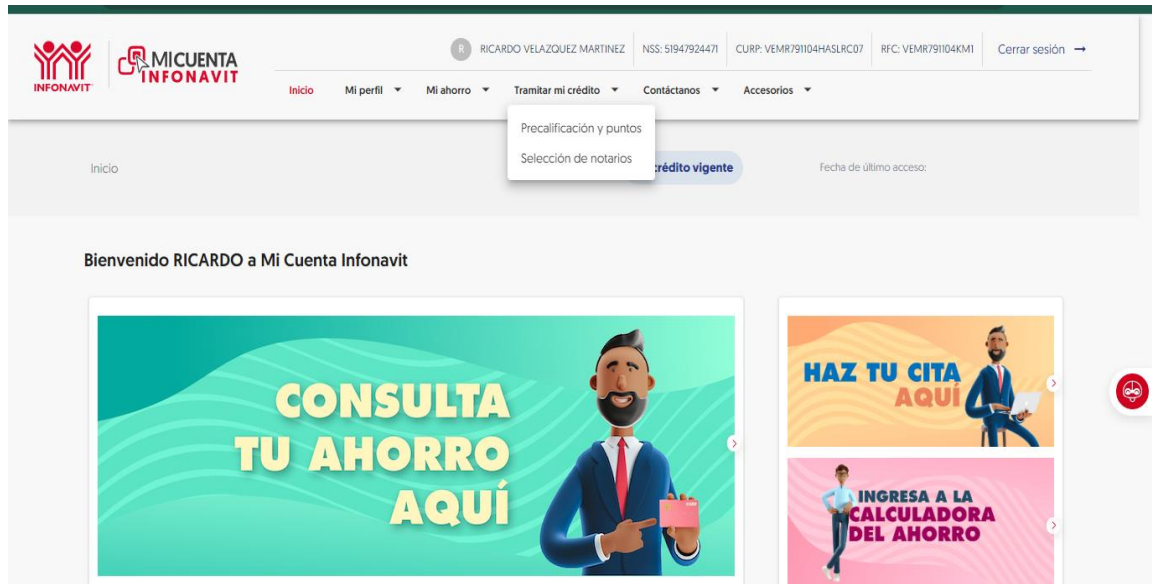 INFONAVIT
MICUENTA
INFONAVIT
R RICARDO VELAZQUEZ MARTINEZ NSS: 51947924471 CURP: VEMR791104HASLRC07 RFC: VEMR791104KM1 Cerrar sesión →
Inicio Mi perfil Mi ahorro Tramitar mi crédito Contáctanos Accesorios
Precalificación y puntos
Selección de notarios
Inicio crédito vigente Fecha de último acceso:
Bienvenido RICARDO a Mi Cuenta Infonavit
CONSULTA
TU AHORRO
AQUÍ
HAZ TU CITA
AQUÍ
INGRESA A LA
CALCULADORA
DEL AHORRO